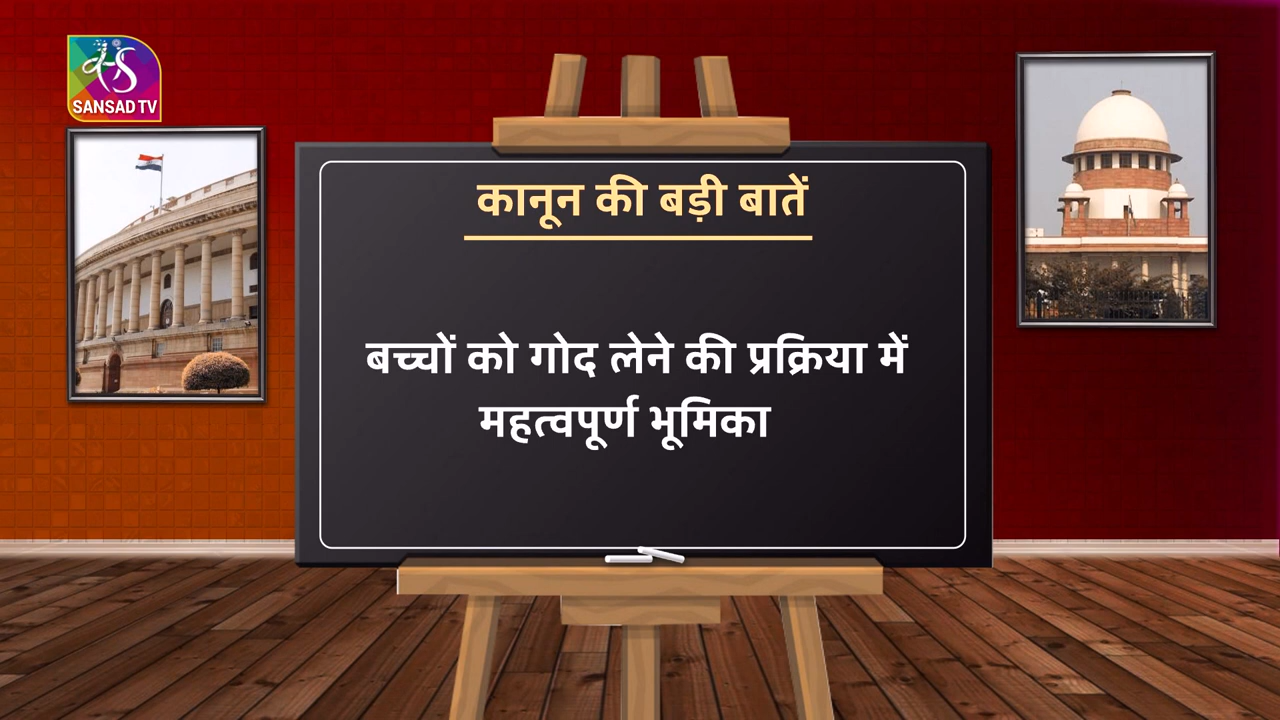 SANSAD TV
कानून की बड़ी बातें
बच्चों को गोद लेने की प्रक्रिया में
महत्वपूर्ण भूमिका